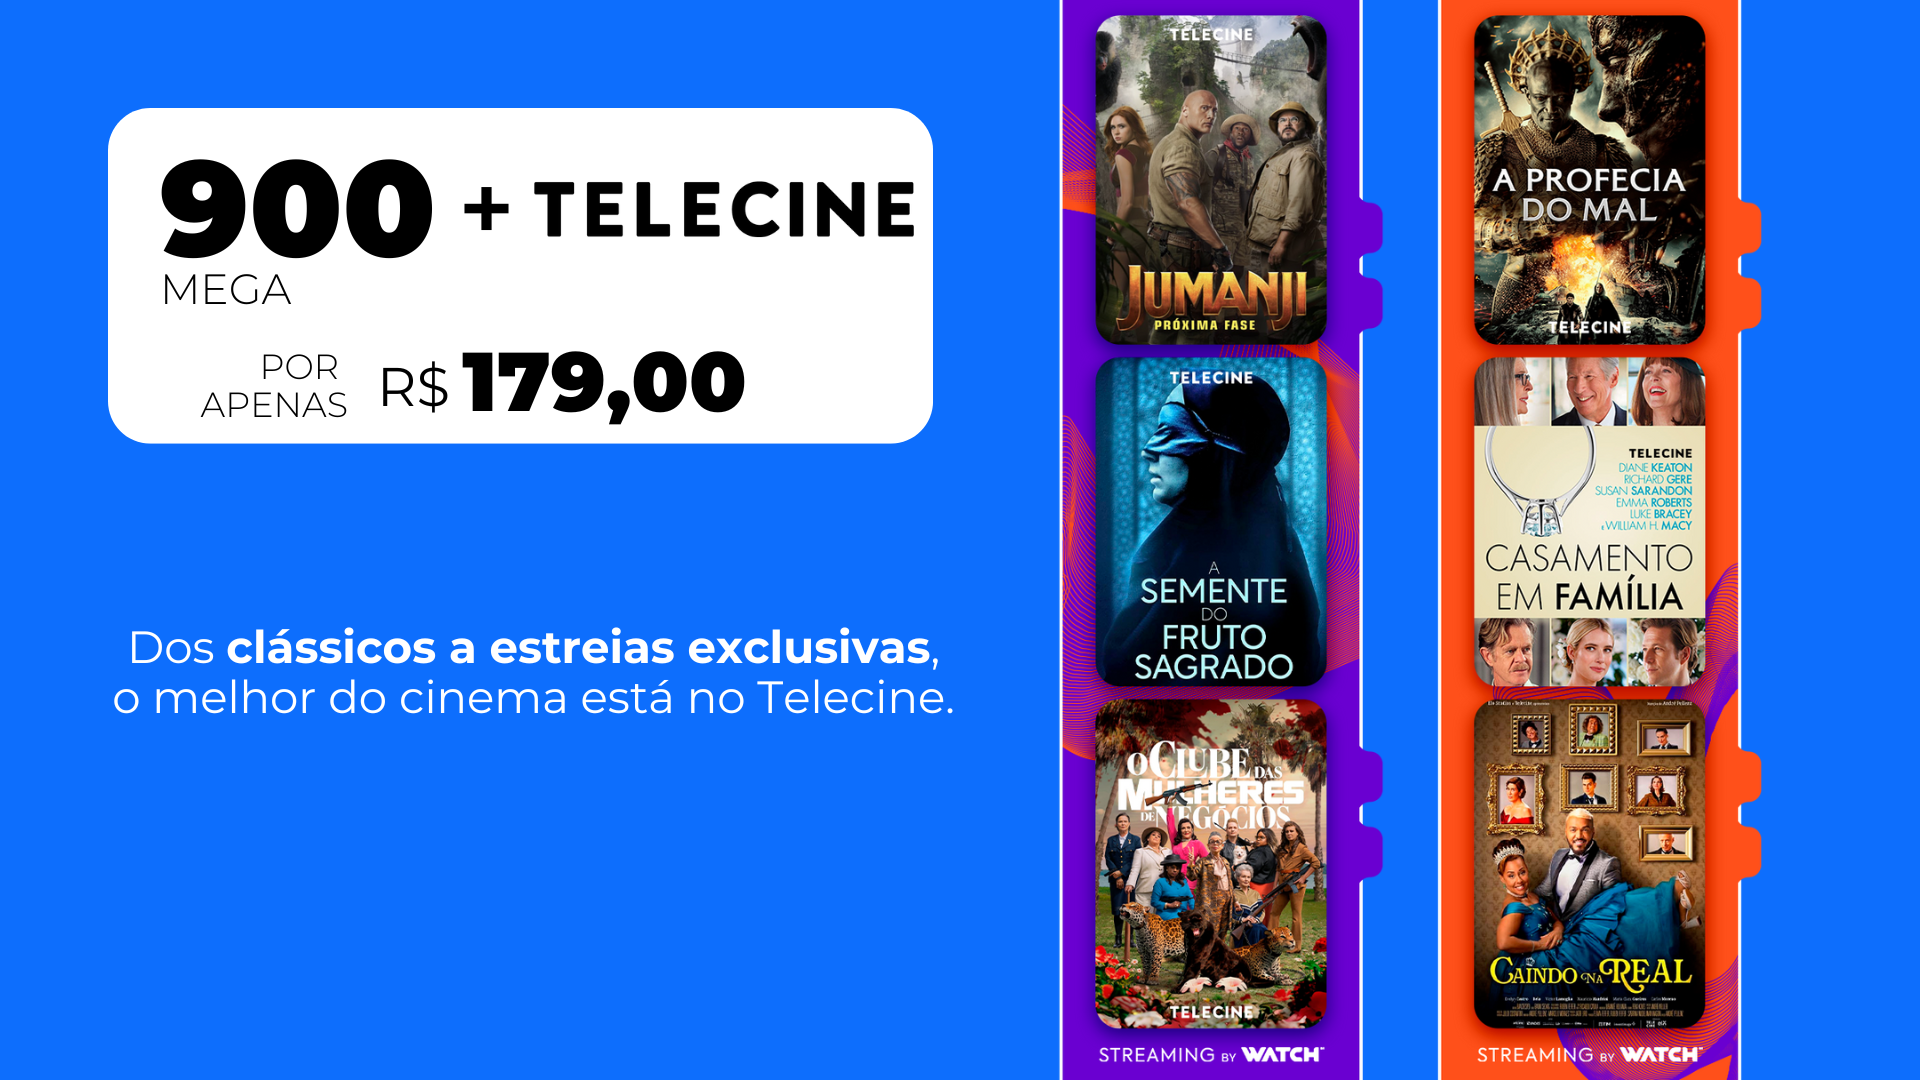 900 + TELECINE
MEGA
POR
APENAS
R$ 179,00
Dos clássicos a estreias exclusivas,
o melhor do cinema está no Telecine.
TELECINE
JUMANJI
PRÓXIMA FASE
TELECINE
A
SEMENTE
DO
FRUTO
SAGRADO
O CLUBE DAS
MULHERES
DE NEGÓCIOS
TELECINE
STREAMING BY WATCH
A PROFECIA
DO MAL
TELECINE
TELECINE
DIANE KEATON
RICHARD GERE
SUSAN SARANDON
EMMA ROBERTS
LUKE BRACEY
E WILLIAM H. MACY
CASAMENTO
EM FAMÍLIA
CAINDO NA REAL
STREAMING BY WATCH